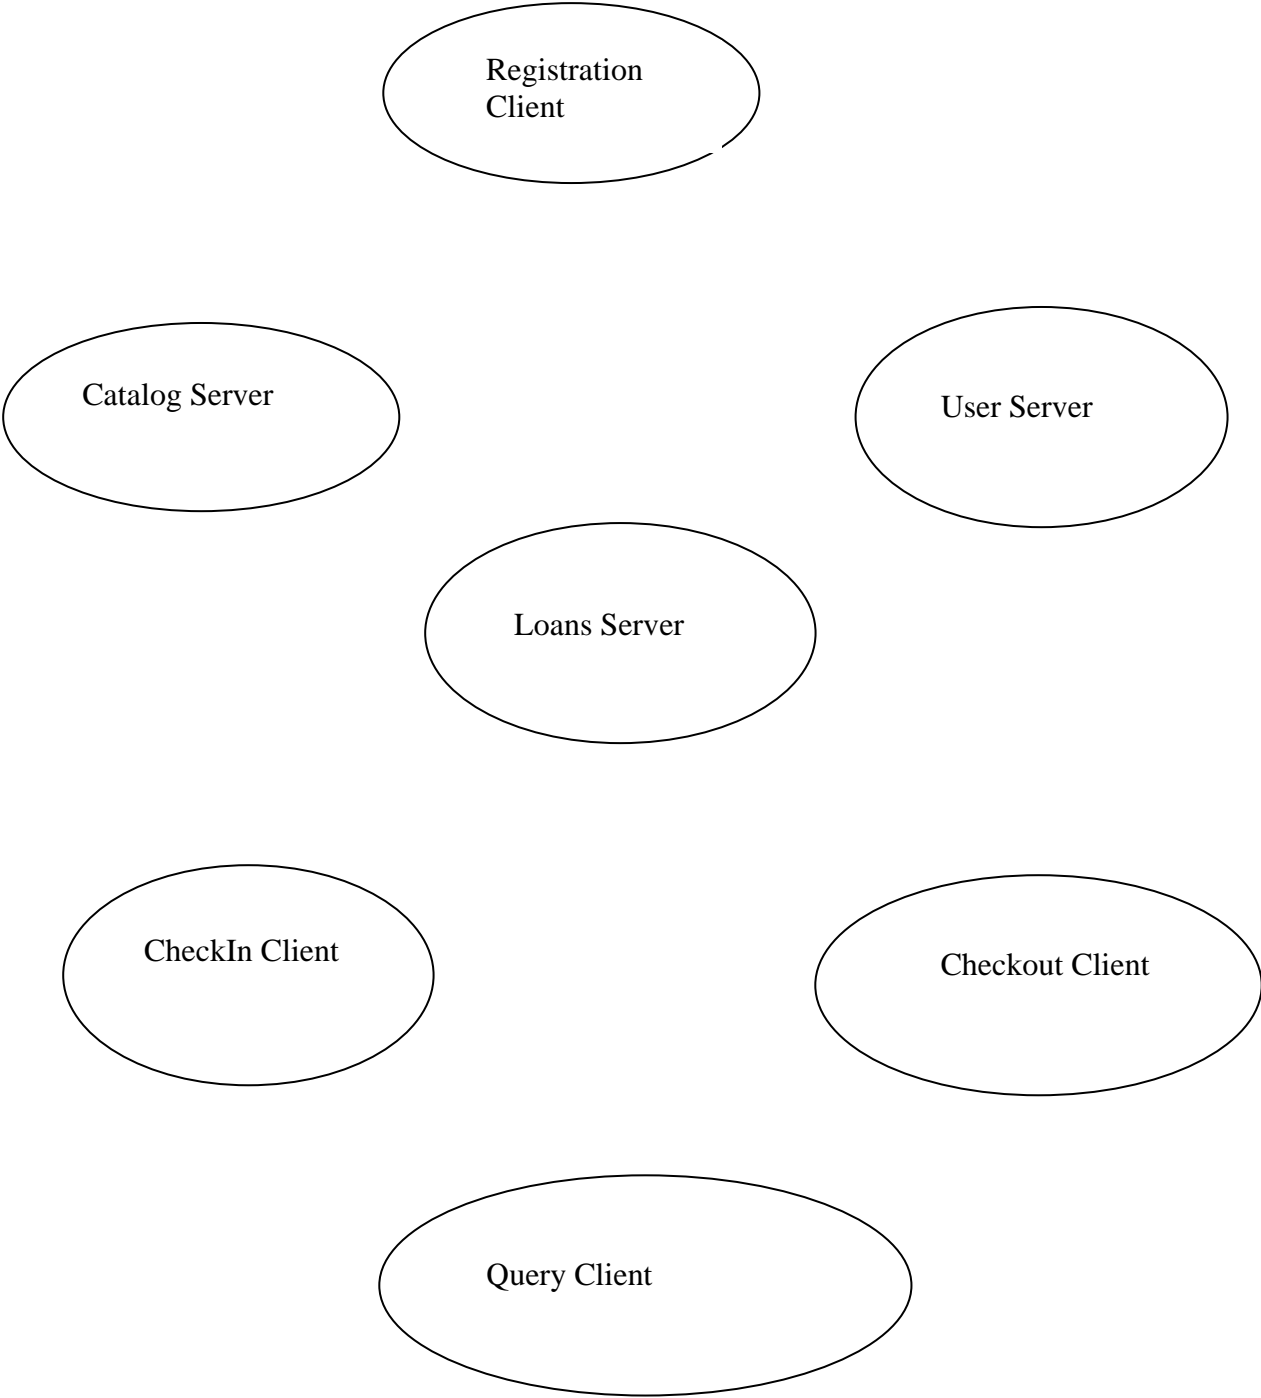 Registration
Client
Catalog Server
User Server
Loans Server
CheckIn Client
Checkout Client
Query Client